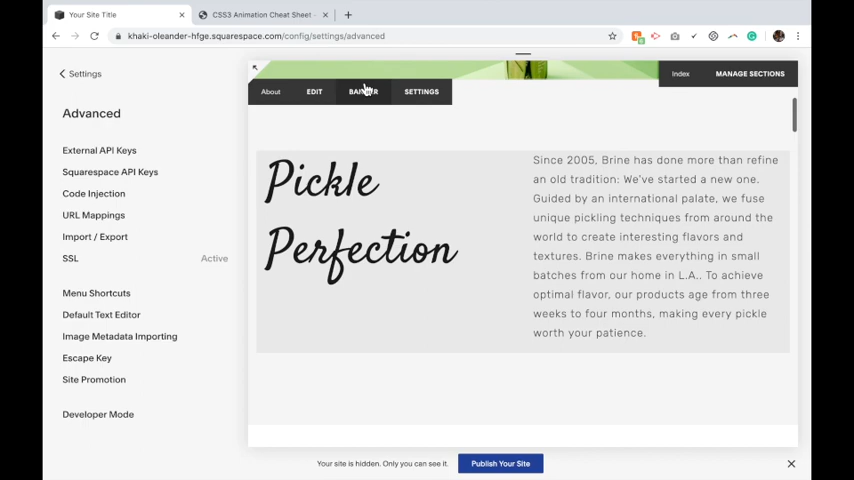 Your Site Title
CSS3 Animation Cheat Sheet -
khaki-oleander-hfge.squarespace.com/config/settings/advanced
Settings
Advanced
External API Keys
Squarespace API Keys
Code Injection
URL Mappings
Import / Export
SSL
Active
Menu Shortcuts
Default Text Editor
Image Metadata Importing
Escape Key
Site Promotion
Developer Mode
About
EDIT
BANNER
SETTINGS
Index
MANAGE SECTIONS
Pickle
Perfection
Since 2005, Brine has done more than refine
an old tradition: We've started a new one.
Guided by an international palate, we fuse
unique pickling techniques from around the
world to create interesting flavors and
textures. Brine makes everything in small
batches from our home in L.A.. To achieve
optimal flavor, our products age from three
weeks to four months, making every pickle
worth your patience.
Your site is hidden. Only you can see it.
Publish Your Site